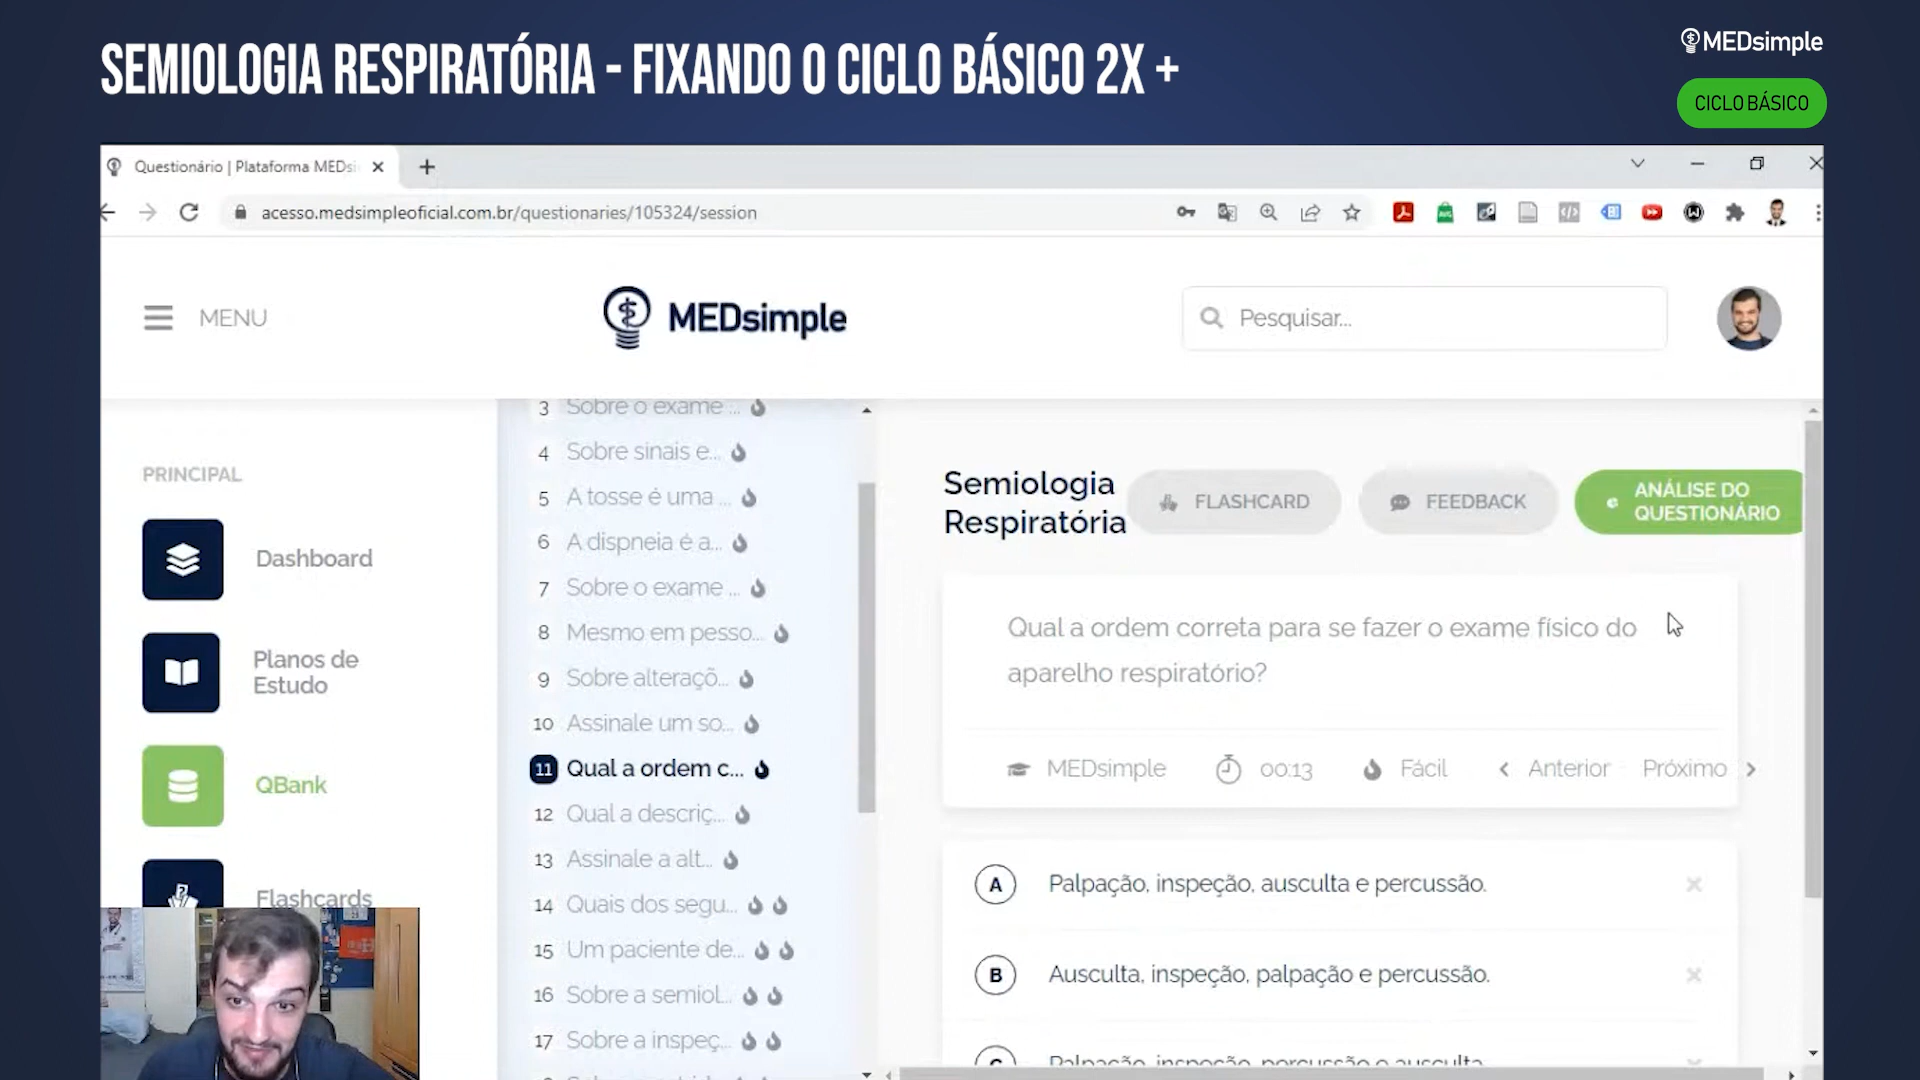 SEMIOLOGIA RESPIRATÓRIA - FIXANDO O CICLO BÁSICO 2X +
MEDsimple
CICLO BÁSICO
Questionário | Plataforma MEDsi
acesso.medsimpleoficial.com.br/questionaries/105324/session
MENU
MEDsimple
Pesquisar...
PRINCIPAL
Dashboard
Planos de
Estudo
QBank
Flashcards
3 Sobre o exame ...
4 Sobre sinais e...
5 A tosse é uma ...
6 A dispneia é a...
7 Sobre o exame ...
8 Mesmo em pesso...
9 Sobre alteraçõ...
10 Assinale um so...
11 Qual a ordem c...
12 Qual a descriç...
13 Assinale a alt...
14 Quais dos segu...
15 Um paciente de...
16 Sobre a semiol...
17 Sobre a inspeç...
Semiologia
Respiratória
FLASHCARD
FEEDBACK
ANÁLISE DO
QUESTIONÁRIO
Qual a ordem correta para se fazer o exame físico do
aparelho respiratório?
MEDsimple 00:13 Fácil Anterior Próximo
A Palpação, inspeção, ausculta e percussão.
B Ausculta, inspeção, palpação e percussão.
C Palpação, inspeção, percussão e ausculta.